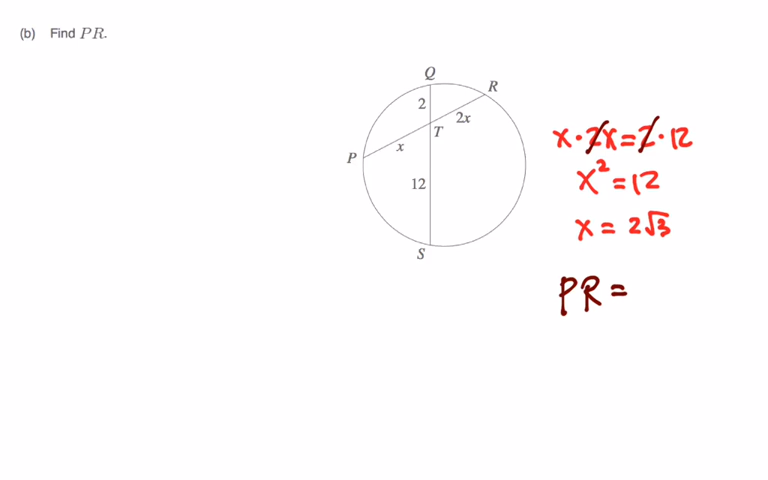 (b) Find PR.
Q
R
2
2x
T
x
P
12
S
x·2x=2·12
x²=12
x=2√3
PR=